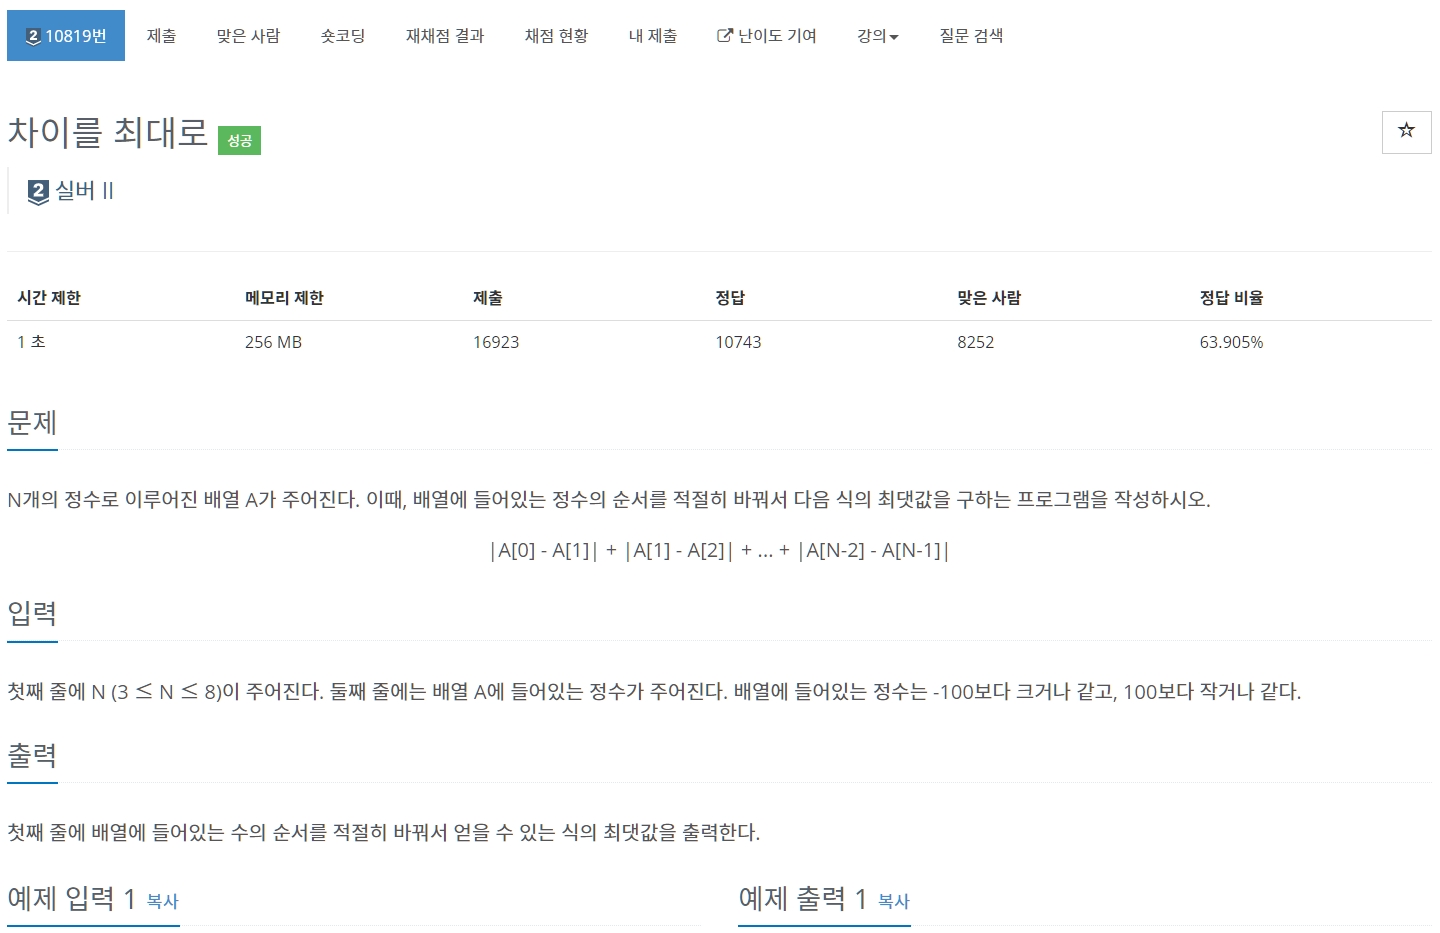 2 10819번 제출 맞은 사람 숏코딩 재채점 결과 채점 현황 내 제출 난이도 기여 강의 질문 검색
차이를 최대로 성공
2 실버 II
시간 제한 메모리 제한 제출 정답 맞은 사람 정답 비율
1 초 256 MB 16923 10743 8252 63.905%
문제
N개의 정수로 이루어진 배열 A가 주어진다. 이때, 배열에 들어있는 정수의 순서를 적절히 바꿔서 다음 식의 최댓값을 구하는 프로그램을 작성하시오.
|A[0] - A[1]| + |A[1] - A[2]| + ... + |A[N-2] - A[N-1]|
입력
첫째 줄에 N (3 ≤ N ≤ 8)이 주어진다. 둘째 줄에는 배열 A에 들어있는 정수가 주어진다. 배열에 들어있는 정수는 -100보다 크거나 같고, 100보다 작거나 같다.
출력
첫째 줄에 배열에 들어있는 수의 순서를 적절히 바꿔서 얻을 수 있는 식의 최댓값을 출력한다.
예제 입력 1 복사 예제 출력 1 복사